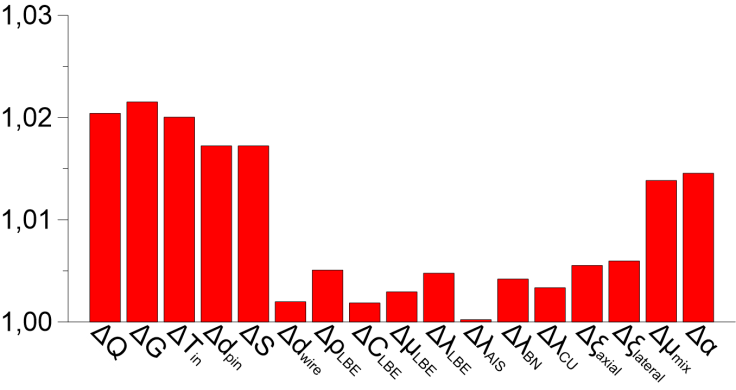 1,03
1,02
1,01
1,00
ΔQ
ΔG
ΔTin
Δdpin
ΔS
Δdwire
ΔρLBE
ΔCLBE
ΔμLBE
ΔλLBE
ΔλAIS
ΔλBN
ΔλCU
Δξaxial
Δξlateral
Δμmix
Δα